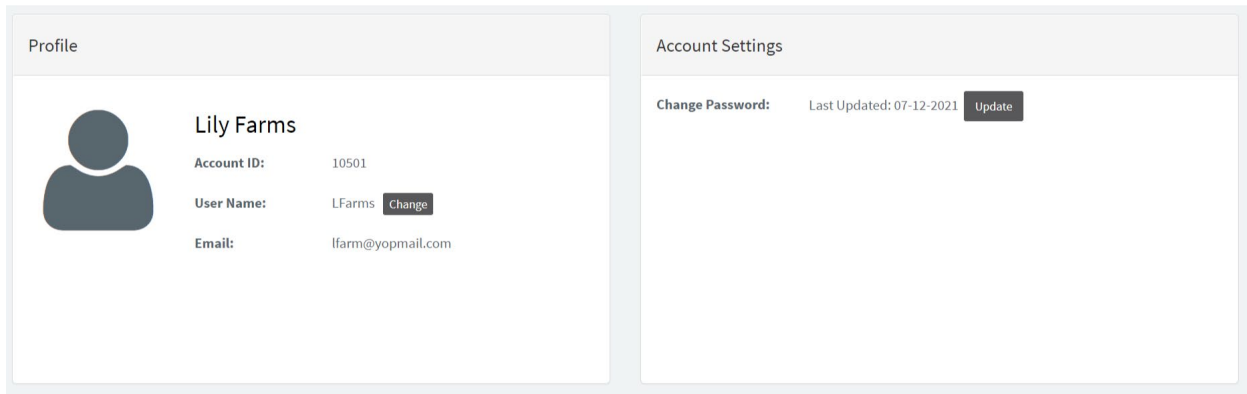 Profile
Lily Farms
Account ID: 10501
User Name: LFarms Change
Email: lfarm@yopmail.com
Account Settings
Change Password: Last Updated: 07-12-2021 Update